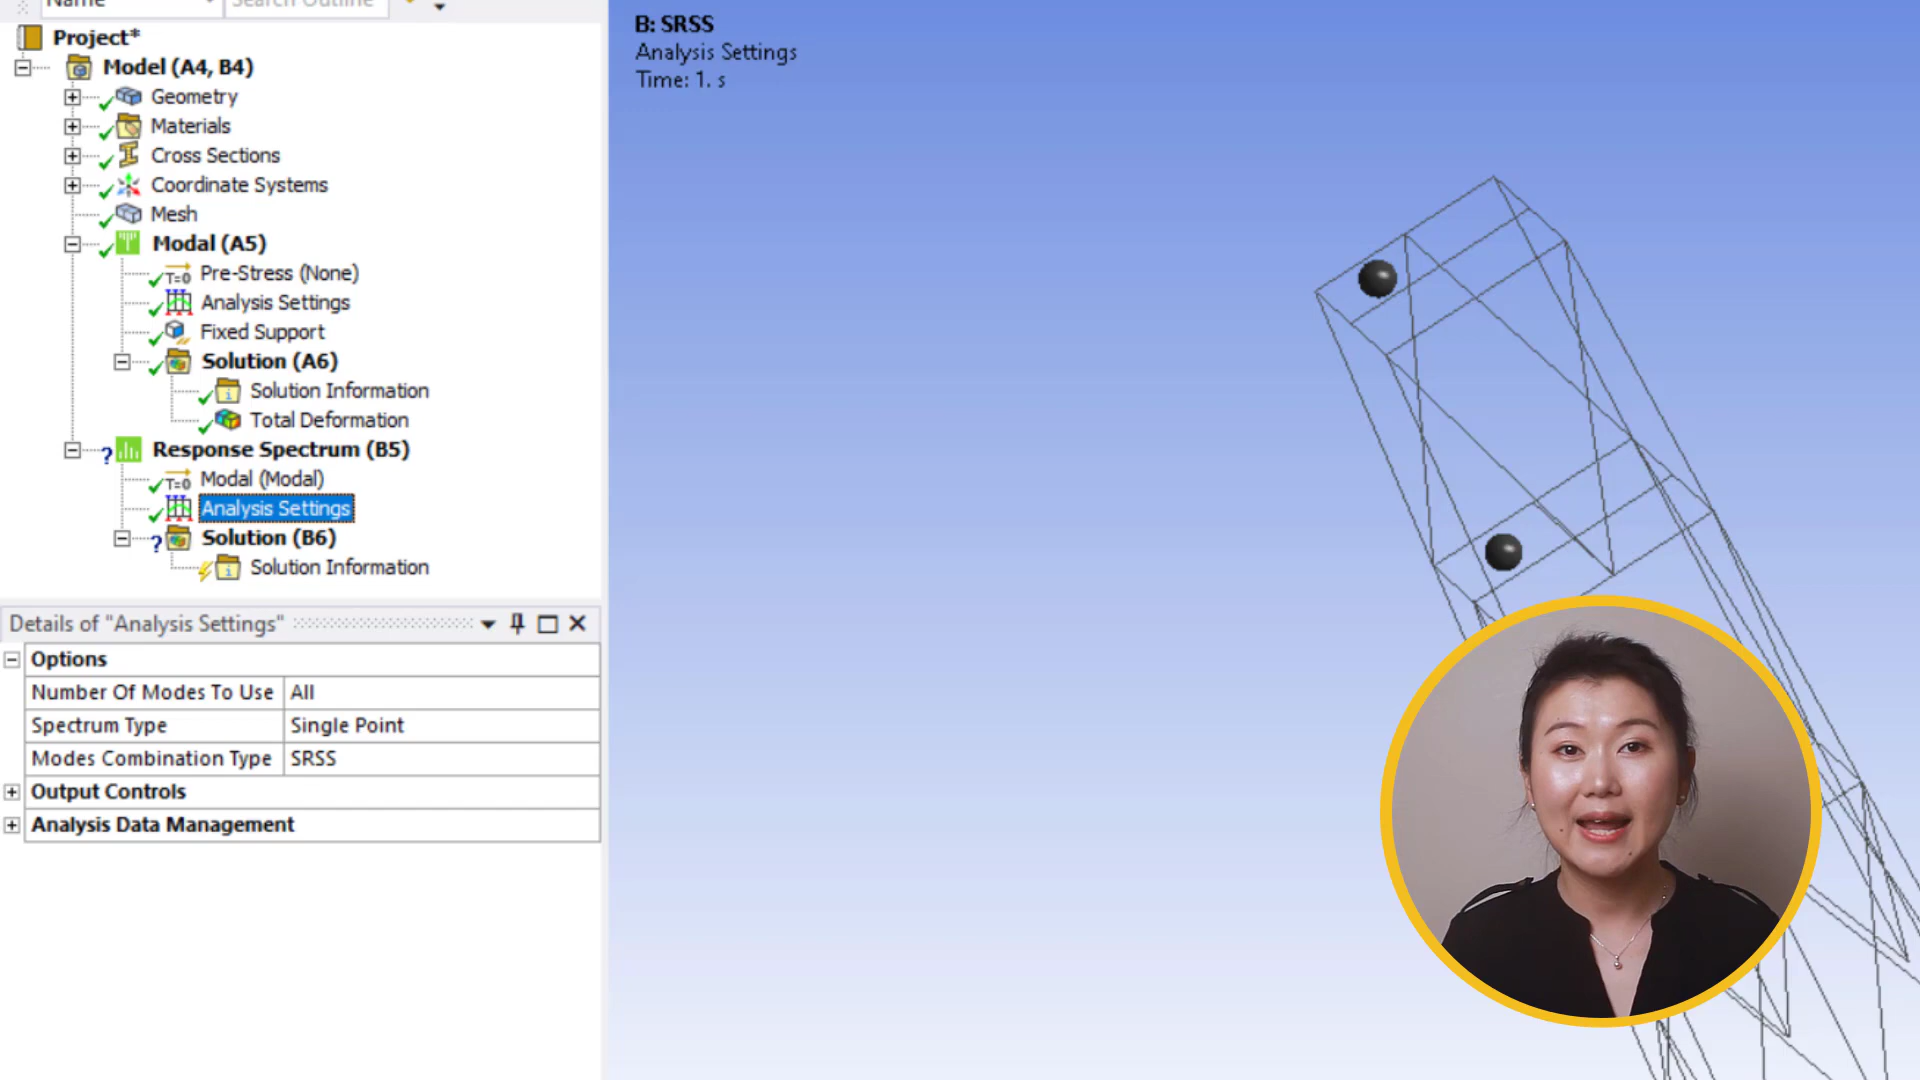 Name
Search Outline
Project*
Model (A4, B4)
Geometry
Materials
Cross Sections
Coordinate Systems
Mesh
Modal (A5)
T=0 Pre-Stress (None)
Analysis Settings
Fixed Support
Solution (A6)
Solution Information
Total Deformation
Response Spectrum (B5)
T=0 Modal (Modal)
Analysis Settings
Solution (B6)
Solution Information
Details of "Analysis Settings"
Options
Number Of Modes To Use All
Spectrum Type Single Point
Modes Combination Type SRSS
Output Controls
Analysis Data Management
B: SRSS
Analysis Settings
Time: 1. s